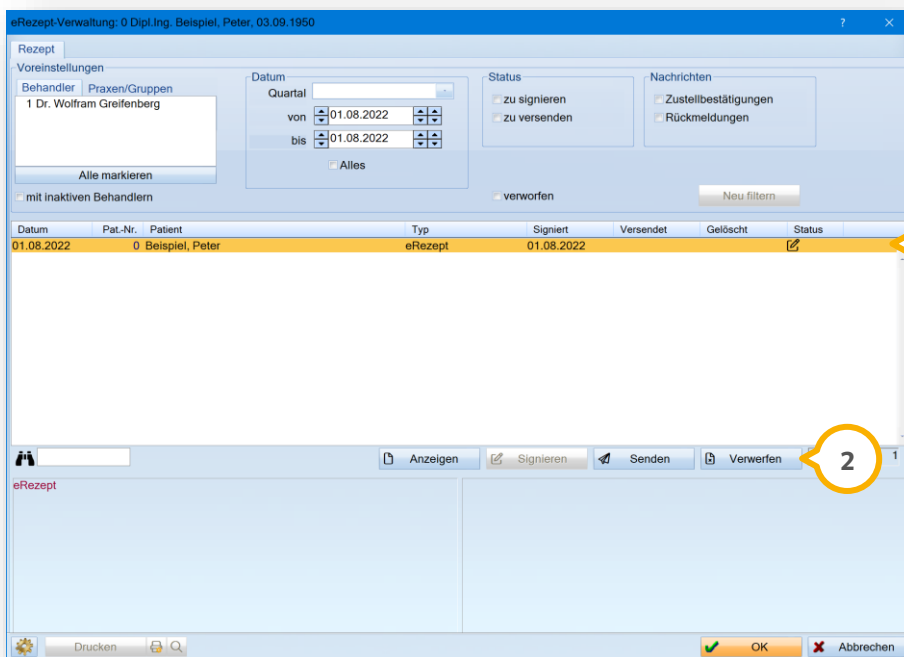 eRezept-Verwaltung: 0 Dipl.Ing. Beispiel, Peter, 03.09.1950 ?
Rezept
Voreinstellungen
Behandler Praxen/Gruppen
1 Dr. Wolfram Greifenberg
Alle markieren
mit inaktiven Behandlern
Datum
Quartal
von 01.08.2022
bis 01.08.2022
Alles
Status
zu signieren
zu versenden
verworfen
Nachrichten
Zustellbestätigungen
Rückmeldungen
Neu filtern
Datum Pat.-Nr. Patient Typ Signiert Versendet Gelöscht Status
01.08.2022 0 Beispiel, Peter eRezept 01.08.2022
Anzeigen Signieren Senden Verwerfen 2 1
eRezept
Drucken OK Abbrechen